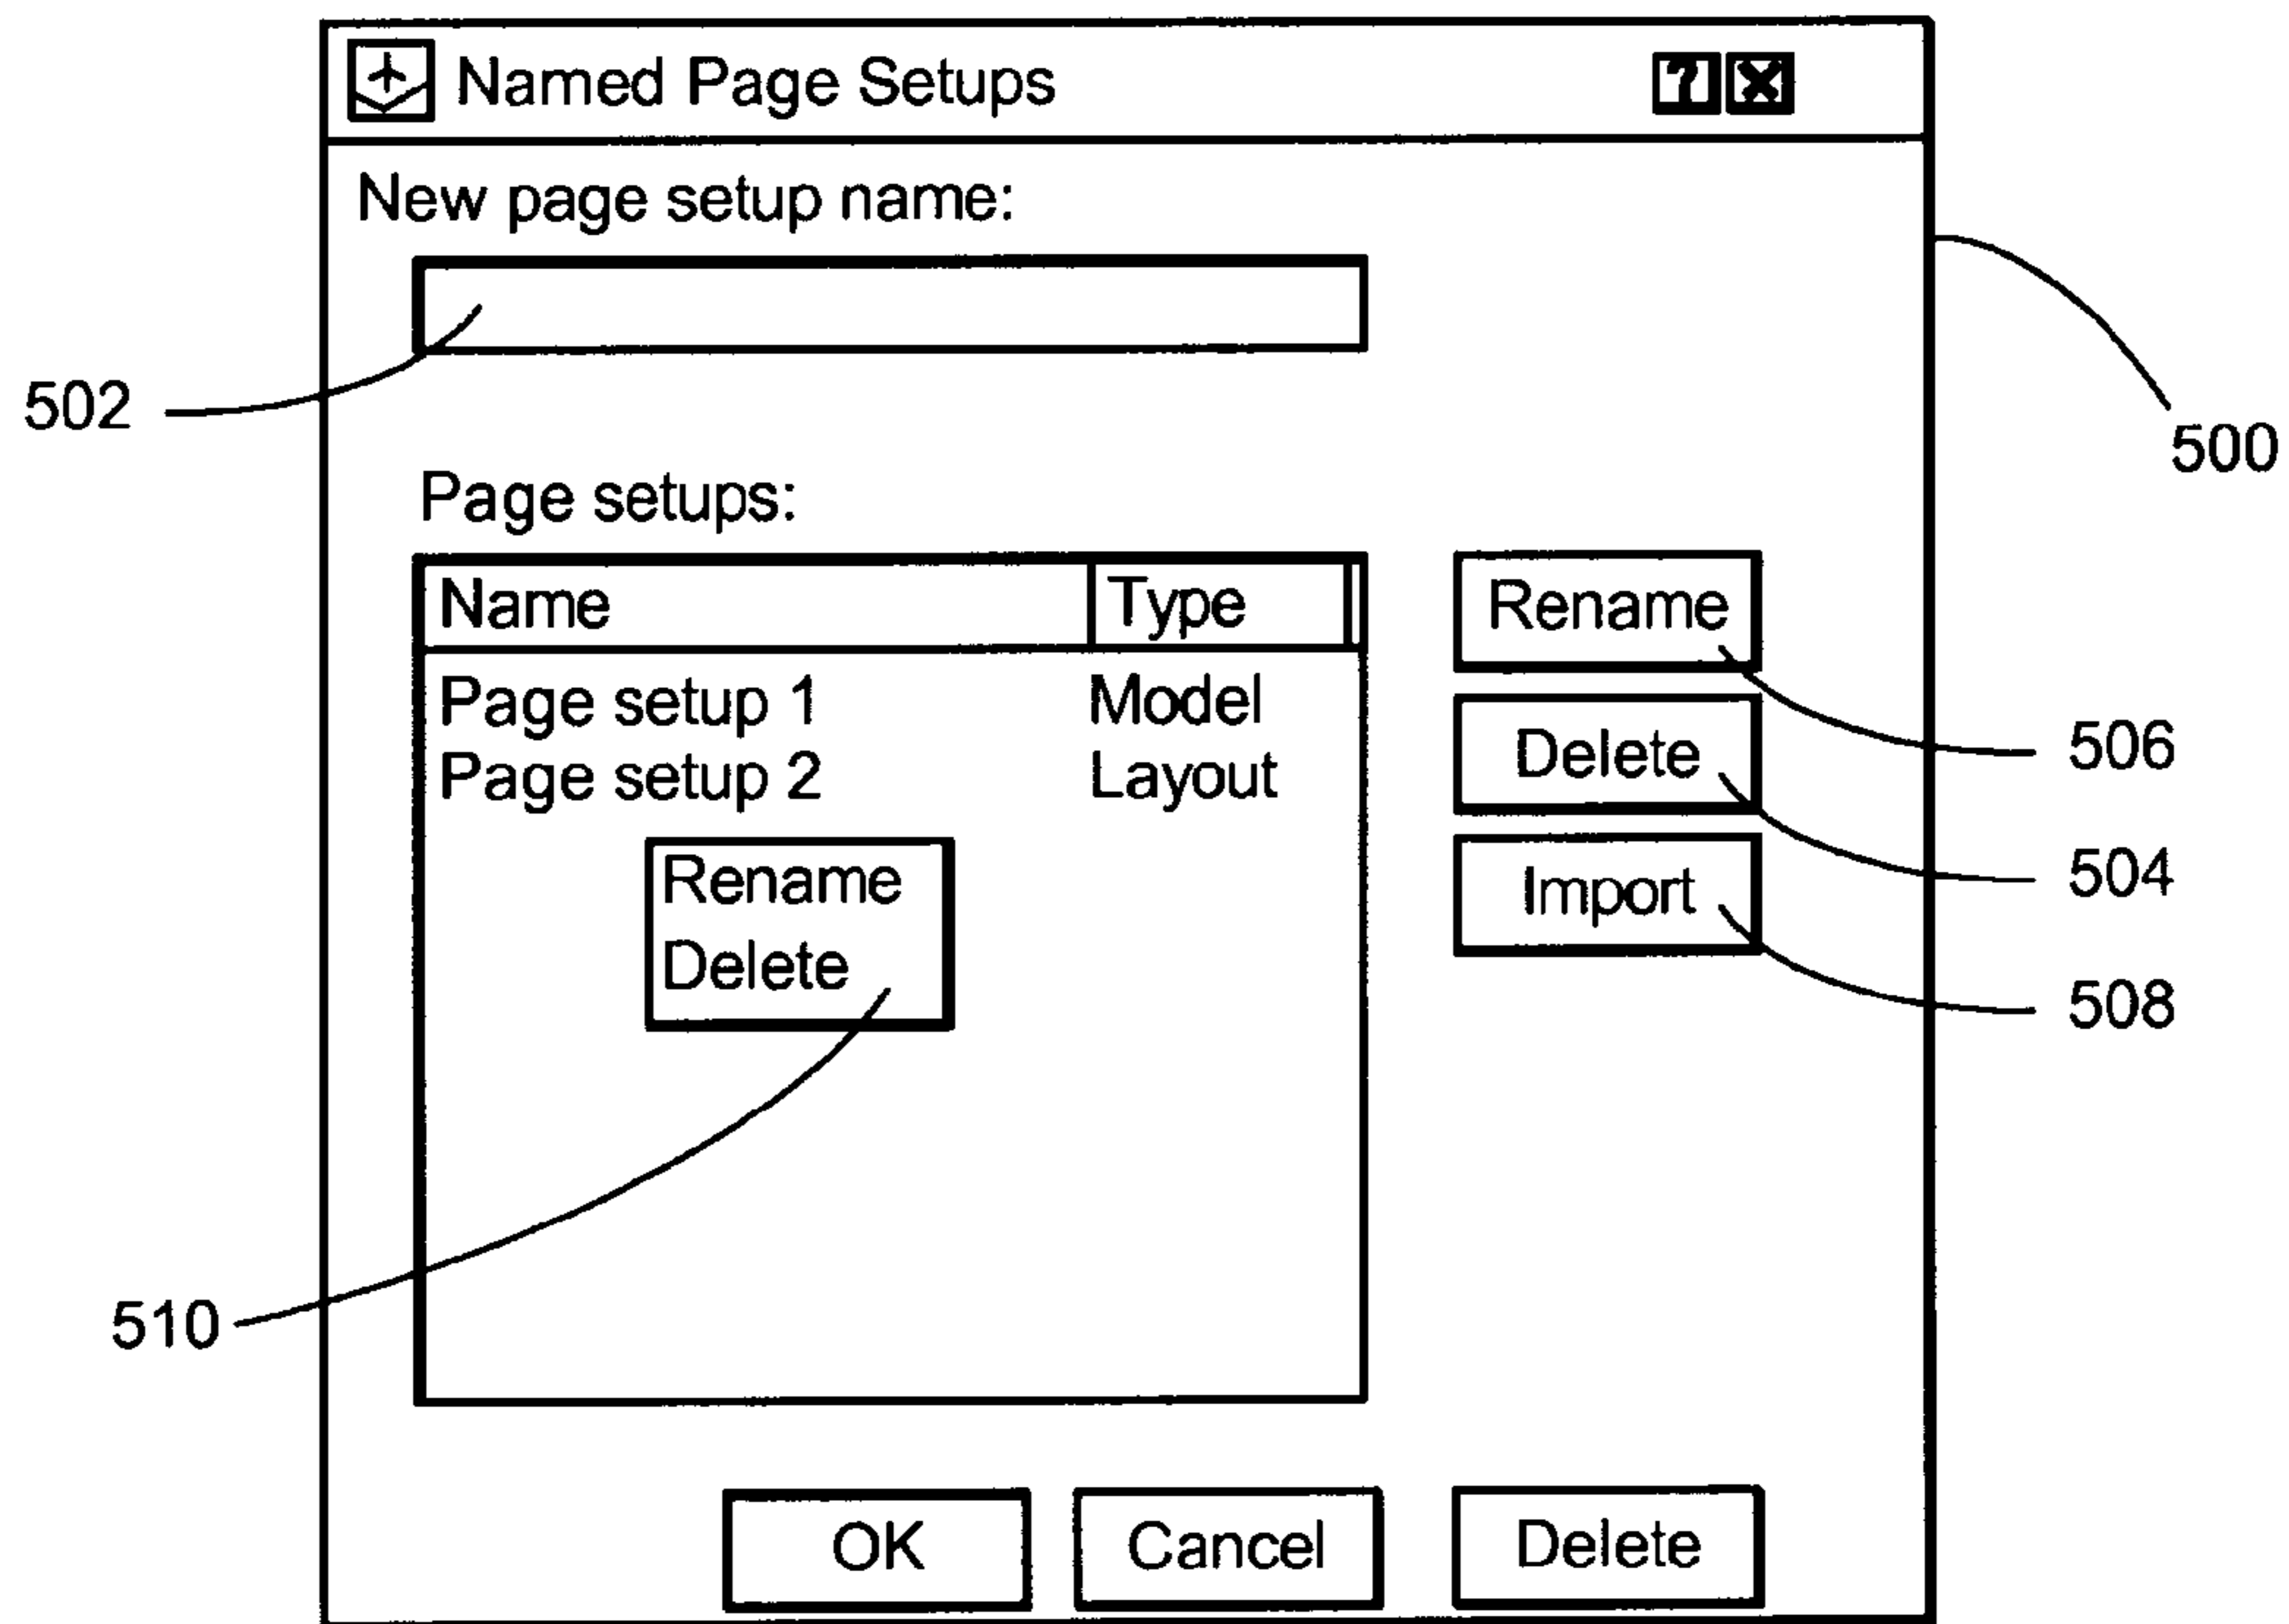 Named Page Setups
New page setup name:
502
500
Page setups:
Name Type
Rename
Page setup 1 Model
Page setup 2 Layout
Delete
506
Rename
Delete
Import
504
508
510
OK Cancel Delete